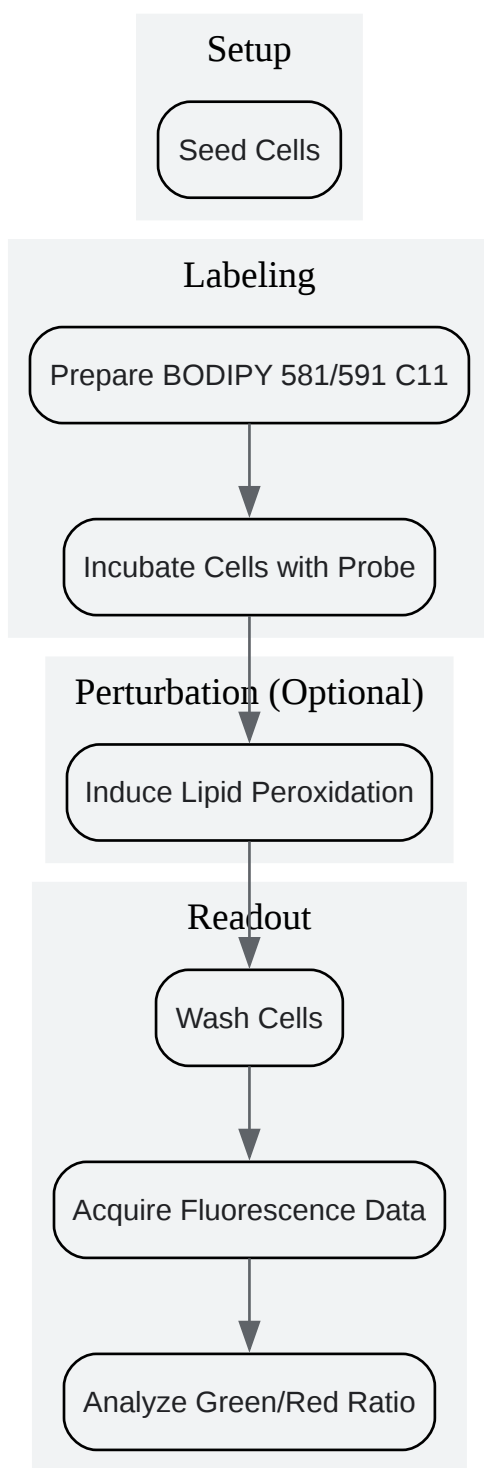 Setup
Seed Cells
Labeling
Prepare BODIPY 581/591 C11
Incubate Cells with Probe
Perturbation (Optional)
Induce Lipid Peroxidation
Readout
Wash Cells
Acquire Fluorescence Data
Analyze Green/Red Ratio